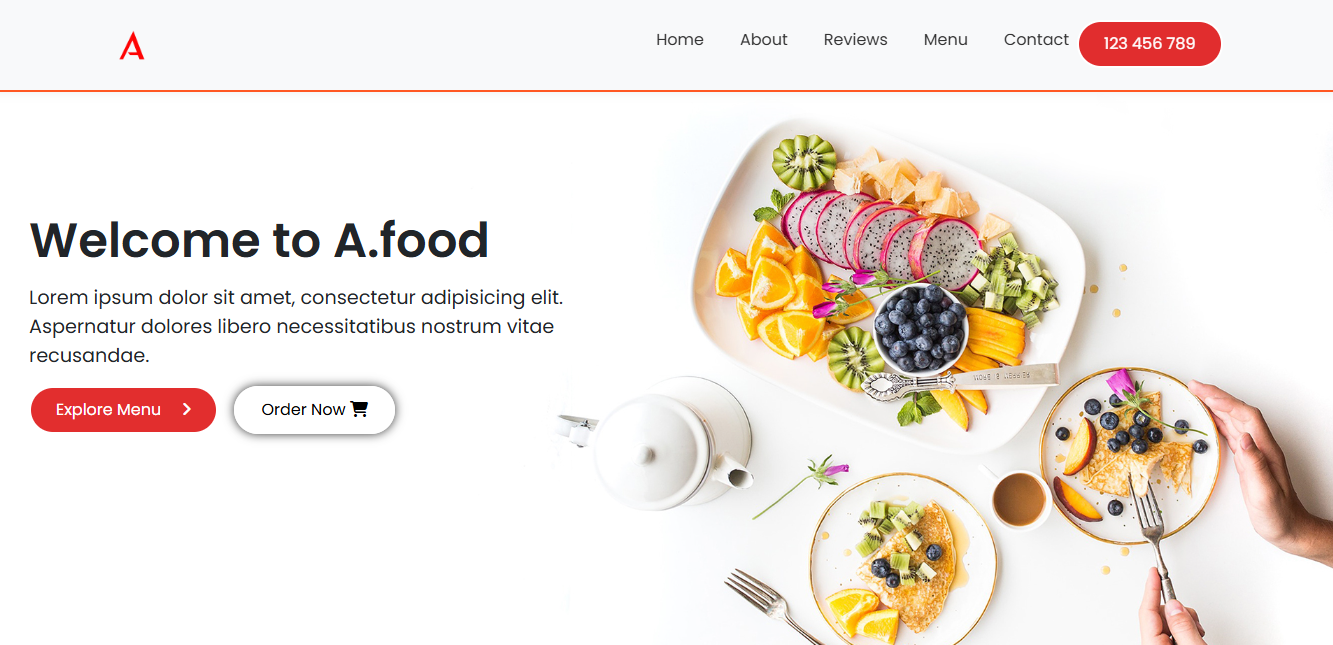 A
Home About Reviews Menu Contact 123 456 789
Welcome to A.food
Lorem ipsum dolor sit amet, consectetur adipisicing elit.
Aspernatur dolores libero necessitatibus nostrum vitae
recusandae.
Explore Menu
Order Now